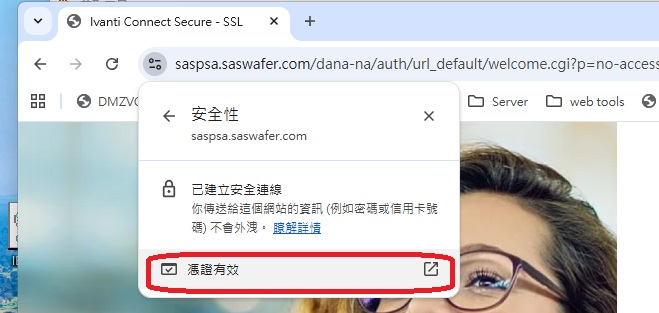 Ivanti Connect Secure - SSL
saspsa.saswafer.com/dana-na/auth/url_default/welcome.cgi?p=no-access
Server
web tools
安全性
saspsa.saswafer.com
已建立安全連線
你傳送給這個網站的資訊 (例如密碼或信用卡號
碼) 不會外洩。 瞭解詳情
憑證有效